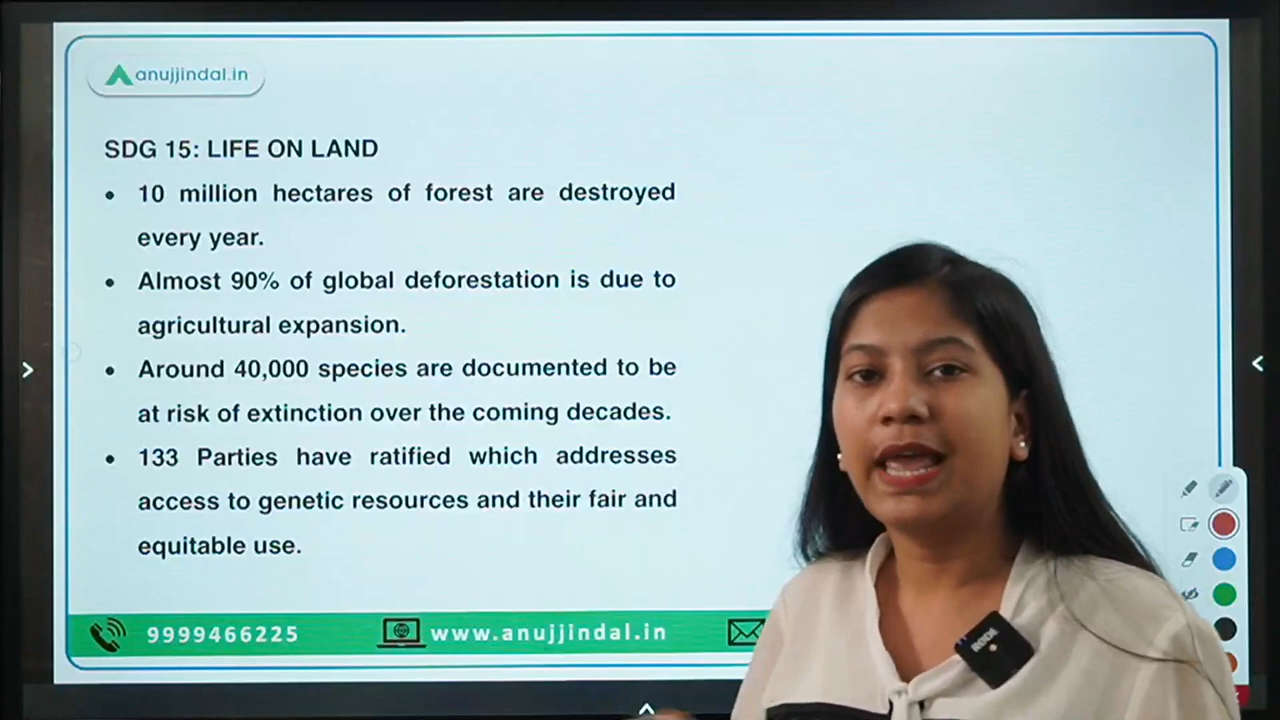 anujjindal.in
SDG 15: LIFE ON LAND
• 10 million hectares of forest are destroyed
every year.
• Almost 90% of global deforestation is due to
agricultural expansion.
• Around 40,000 species are documented to be
at risk of extinction over the coming decades.
• 133 Parties have ratified which addresses
access to genetic resources and their fair and
equitable use.
9999466225
www.anujjindal.in
RODE